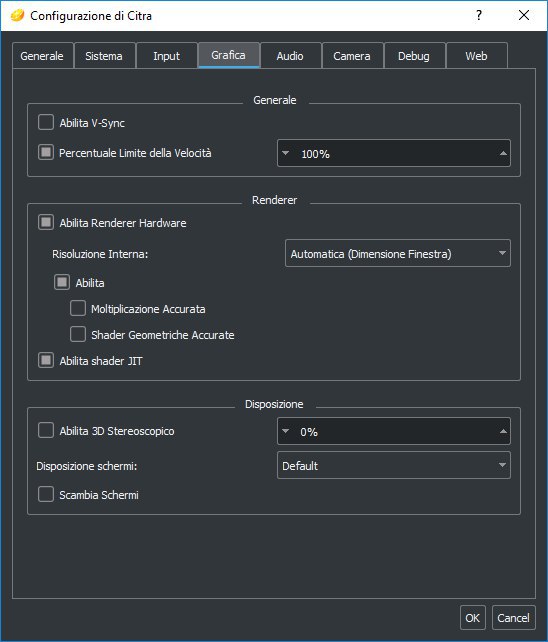 Configurazione di Citra
?
Generale
Sistema
Input
Grafica
Audio
Camera
Debug
Web
Generale
Abilita V-Sync
Percentuale Limite della Velocità
100%
Renderer
Abilita Renderer Hardware
Risoluzione Interna:
Automatica (Dimensione Finestra)
Abilita
Moltiplicazione Accurata
Shader Geometriche Accurate
Abilita shader JIT
Disposizione
Abilita 3D Stereoscopico
0%
Disposizione schermi:
Default
Scambia Schermi
OK
Cancel